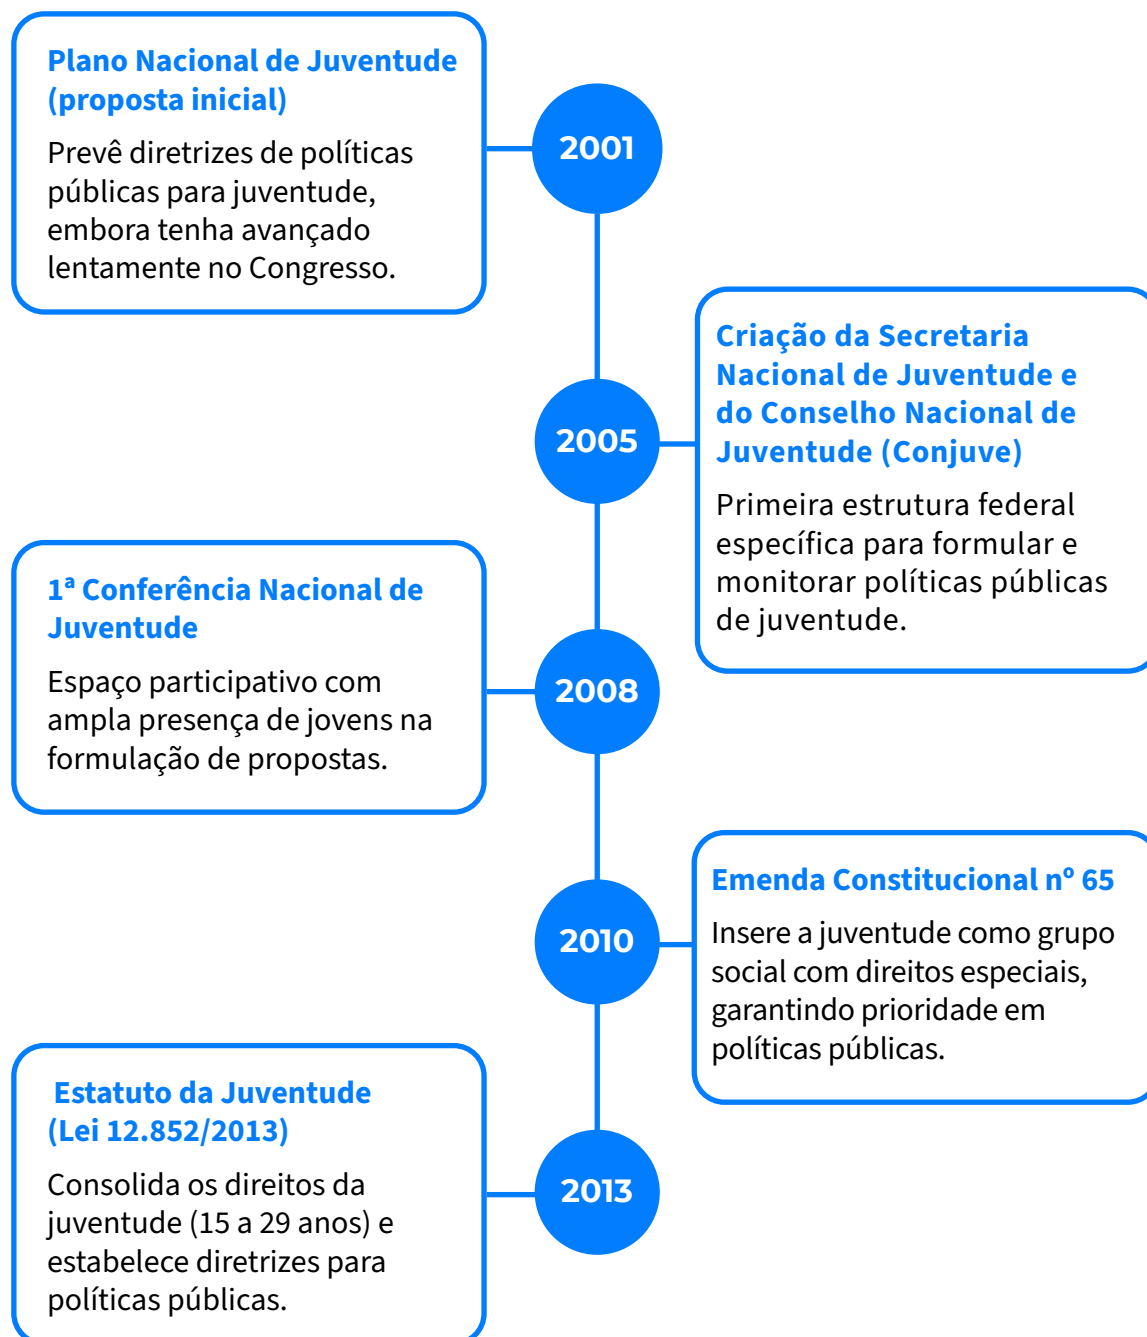 Plano Nacional de Juventude
(proposta inicial)
Prevê diretrizes de políticas
públicas para juventude,
embora tenha avançado
lentamente no Congresso.
2001
Criação da Secretaria
Nacional de Juventude e
do Conselho Nacional de
Juventude (Conjuve)
Primeira estrutura federal
específica para formular e
monitorar políticas públicas
de juventude.
2005
1ª Conferência Nacional de
Juventude
Espaço participativo com
ampla presença de jovens na
formulação de propostas.
2008
Emenda Constitucional nº 65
Insere a juventude como grupo
social com direitos especiais,
garantindo prioridade em
políticas públicas.
2010
Estatuto da Juventude
(Lei 12.852/2013)
Consolida os direitos da
juventude (15 a 29 anos) e
estabelece diretrizes para
políticas públicas.
2013